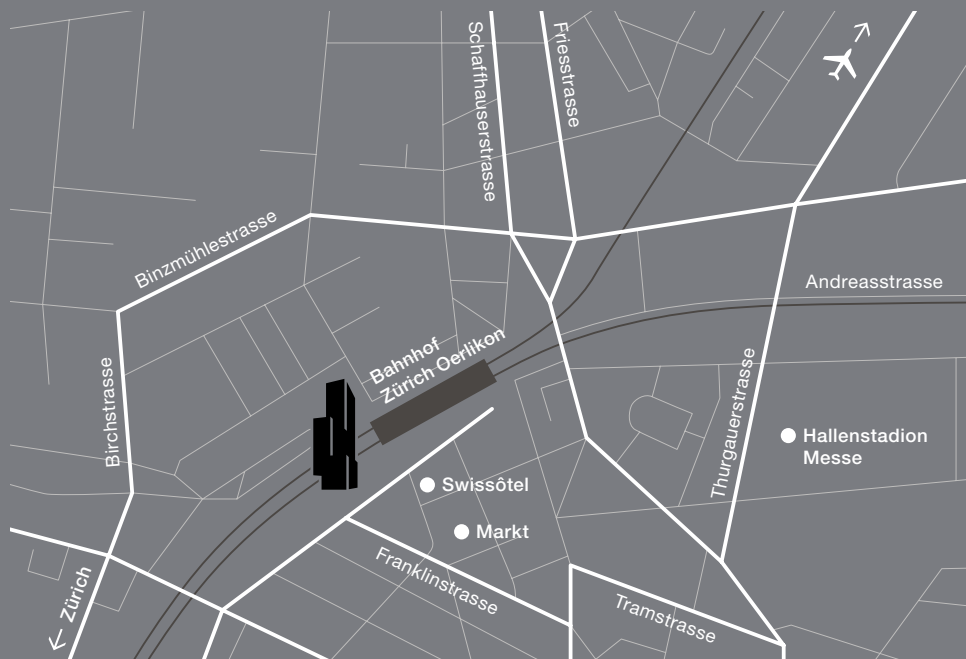 Schaffhauserstrasse
Friesstrasse
Binzmühlestrasse
Andreasstrasse
Bahnhof
Zürich Oerlikon
Birchstrasse
Thurgauerstrasse
Hallenstadion
Messe
Swissôtel
Markt
Franklinstrasse
Zürich
Tramstrasse